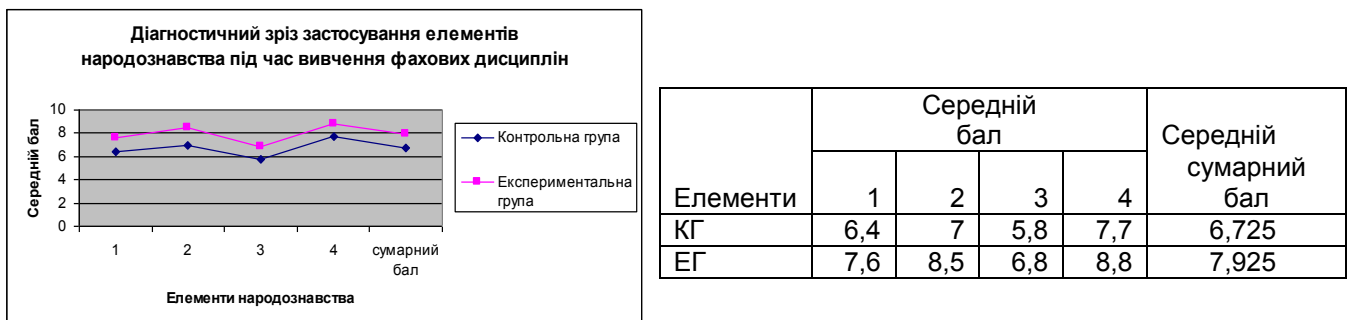 Діагностичний зріз застосування елементів
народознавства під час вивчення фахових дисциплін
Середній бал
10
8
6
4
2
0
1 2 3 4 сумарний
бал
Елементи народознавства
Контрольна група
Експериментальна
група
Елементи
Середній
бал
1 2 3 4
Середній
сумарний
бал
КГ 6,4 7 5,8 7,7 6,725
ЕГ 7,6 8,5 6,8 8,8 7,925